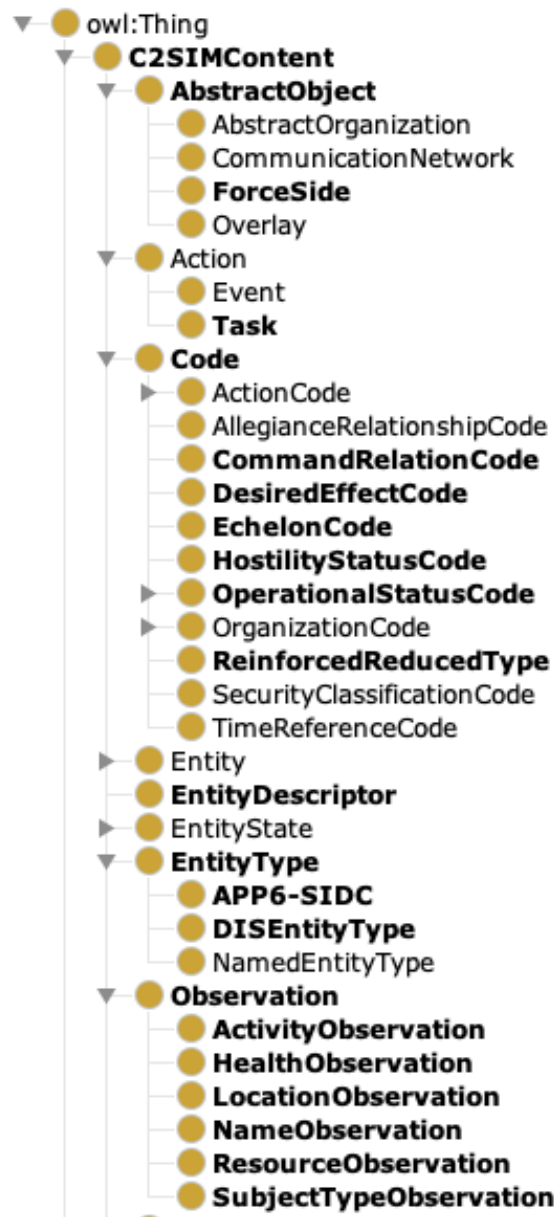 owl:Thing
C2SIMContent
AbstractObject
AbstractOrganization
CommunicationNetwork
ForceSide
Overlay
Action
Event
Task
Code
ActionCode
AllegianceRelationshipCode
CommandRelationCode
DesiredEffectCode
EchelonCode
HostilityStatusCode
OperationalStatusCode
OrganizationCode
ReinforcedReducedType
SecurityClassificationCode
TimeReferenceCode
Entity
EntityDescriptor
EntityState
EntityType
APP6-SIDC
DISEntityType
NamedEntityType
Observation
ActivityObservation
HealthObservation
LocationObservation
NameObservation
ResourceObservation
SubjectTypeObservation